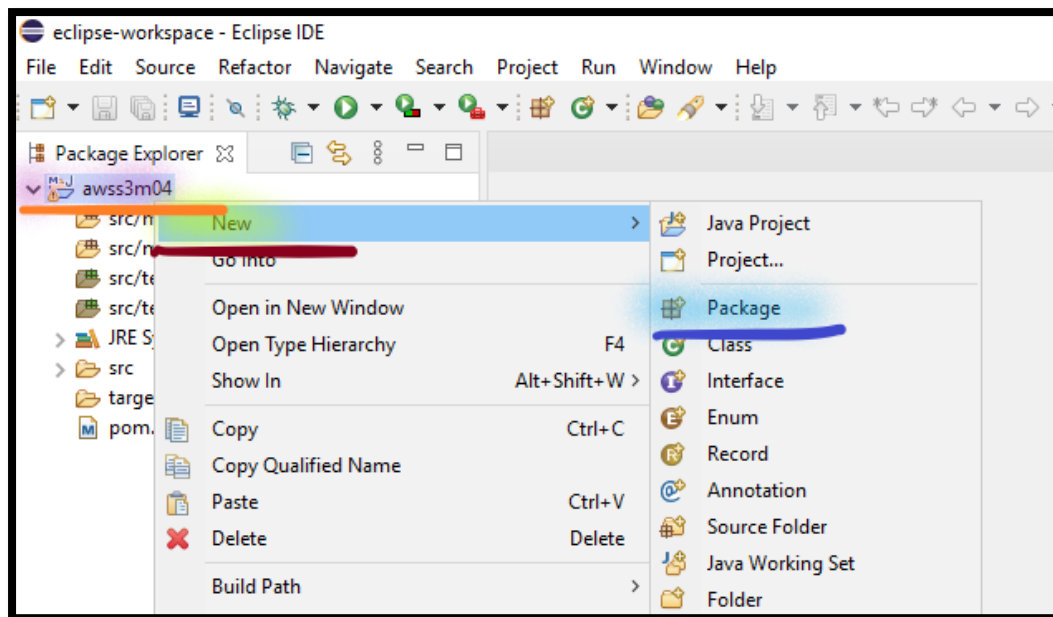 eclipse-workspace - Eclipse IDE
File Edit Source Refactor Navigate Search Project Run Window Help
Package Explorer
awss3m04
src/
src/
src/te
src/te
JRE S
src
targe
pom.
New
Go Into
Open in New Window
Open Type Hierarchy F4
Show In Alt+Shift+W >
Copy Ctrl+C
Copy Qualified Name
Paste Ctrl+V
Delete Delete
Build Path
Java Project
Project...
Package
Class
Interface
Enum
Record
Annotation
Source Folder
Java Working Set
Folder